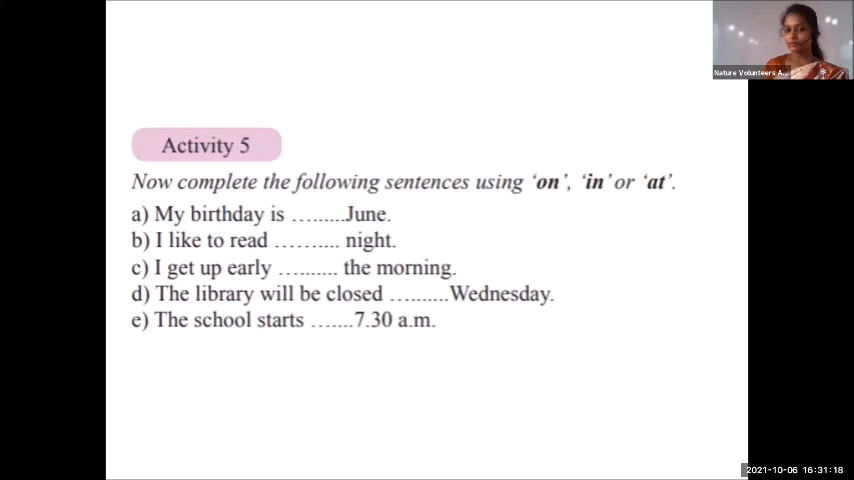 Nature Volunteers A...
Activity 5
Now complete the following sentences using ‘on’, ‘in’ or ‘at’.
a) My birthday is …......June.
b) I like to read …….... night.
c) I get up early …....... the morning.
d) The library will be closed ….......Wednesday.
e) The school starts …....7.30 a.m.
2021-10-06 16:31:18